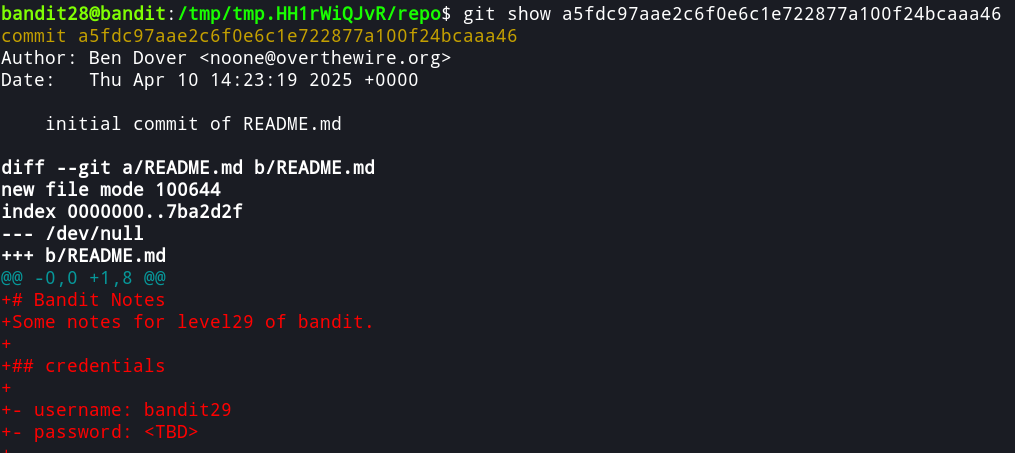 bandit28@bandit:/tmp/tmp.HH1rWiQJvR/repo$ git show a5fdc97aae2c6f0e6c1e722877a100f24bcaaa46
commit a5fdc97aae2c6f0e6c1e722877a100f24bcaaa46
Author: Ben Dover <noone@overthewire.org>
Date:   Thu Apr 10 14:23:19 2025 +0000

    initial commit of README.md

diff --git a/README.md b/README.md
new file mode 100644
index 0000000..7ba2d2f
--- /dev/null
+++ b/README.md
@@ -0,0 +1,8 @@
+# Bandit Notes
+Some notes for level29 of bandit.
+
+## credentials
+
+- username: bandit29
+- password: <TBD>
+